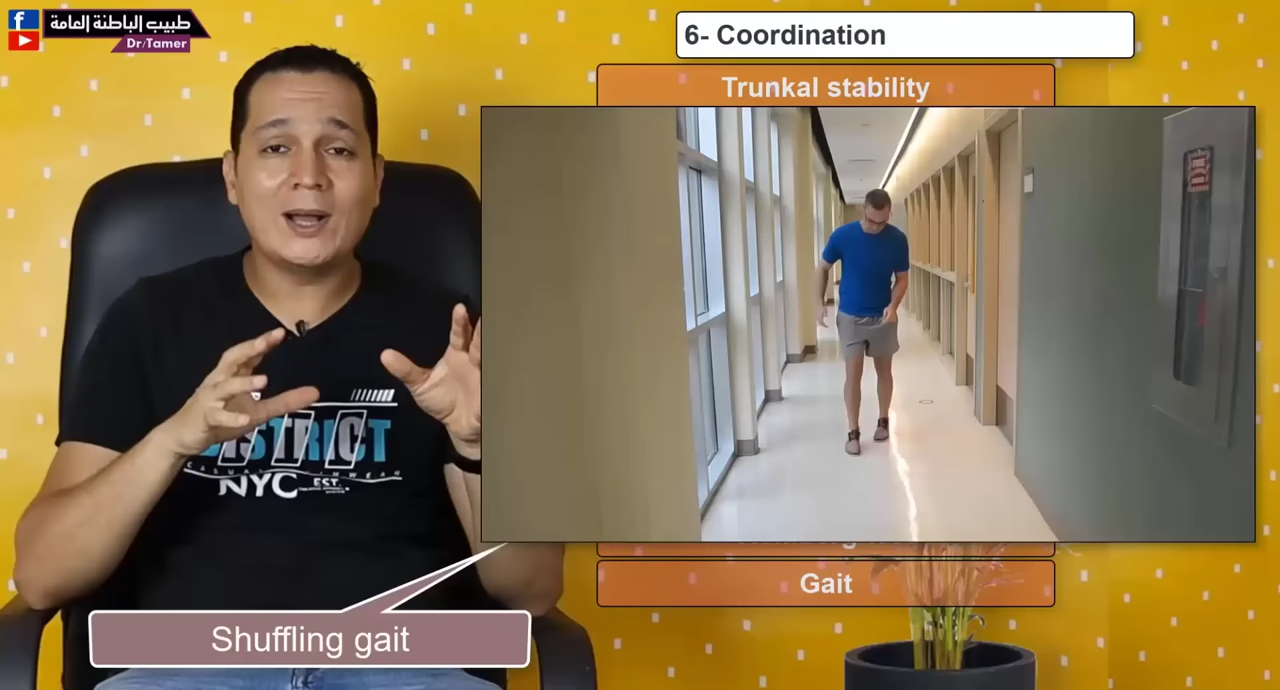 f
طبيب الباطنة العامة
Dr/Tamer
6- Coordination
Trunkal stability
Gait
DISTRICT
NYC
EST.
Shuffling gait